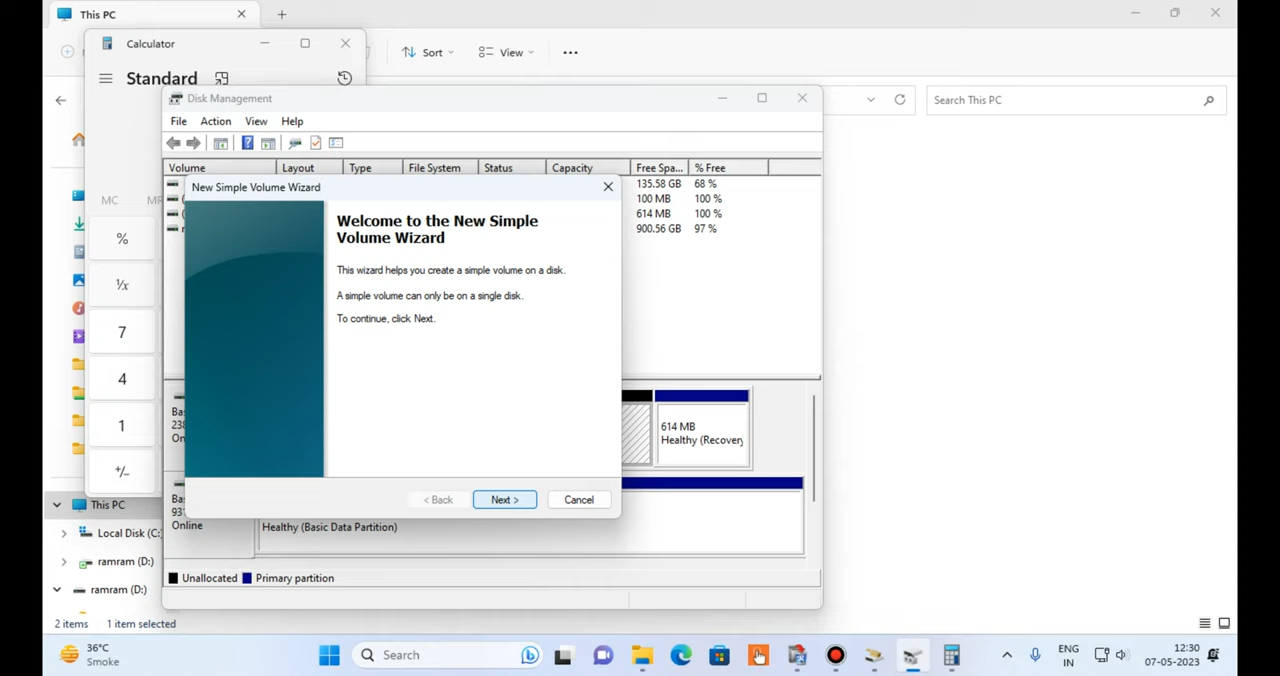 This PC
Calculator
Sort
View
Standard
Disk Management
Search This PC
File Action View Help
Volume Layout Type File System Status Capacity Free Spa... % Free
135.58 GB 68 %
100 MB 100 %
614 MB 100 %
900.56 GB 97 %
New Simple Volume Wizard
Welcome to the New Simple
Volume Wizard
This wizard helps you create a simple volume on a disk.
A simple volume can only be on a single disk.
To continue, click Next.
< Back Next > Cancel
MC
%
1/x
7
4
1
+/-
Online
614 MB
Healthy (Recovery
Healthy (Basic Data Partition)
Unallocated Primary partition
This PC
Local Disk (C:
ramram (D:)
ramram (D:)
2 items 1 item selected
36°C
Smoke
Search
ENG
IN
12:30
07-05-2023